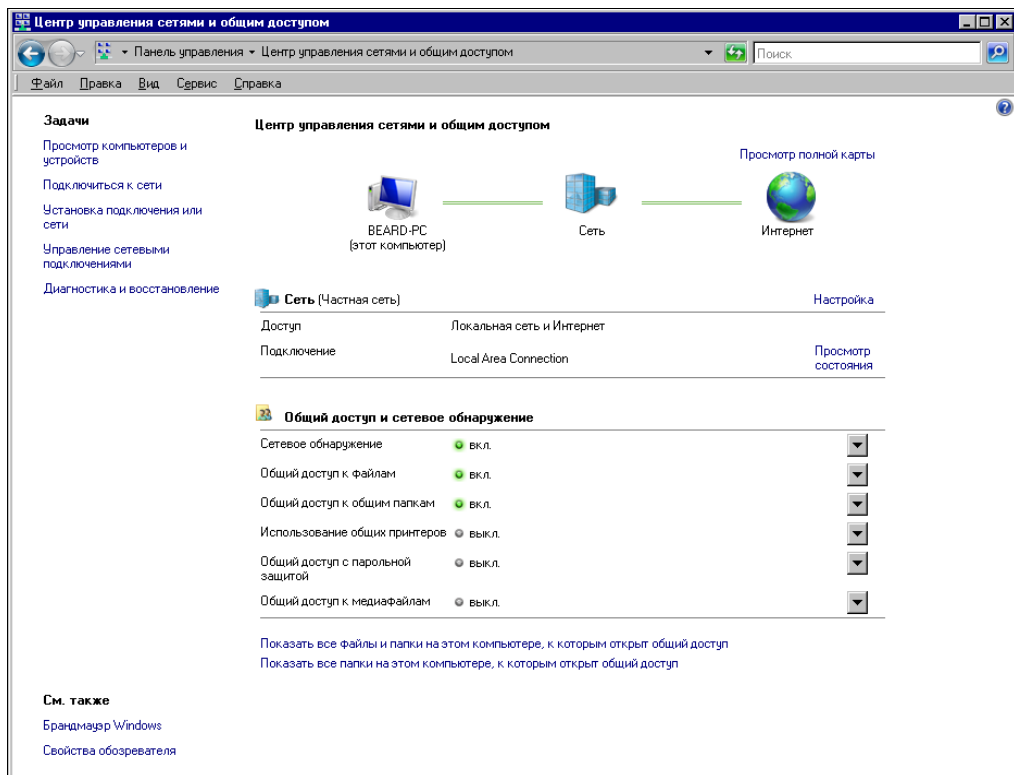 Центр управления сетями и общим доступом
Панель управления
Центр управления сетями и общим доступом
Поиск
Файл Правка Вид Сервис Справка
Задачи
Просмотр компьютеров и
устройств
Подключиться к сети
Установка подключения или
сети
Управление сетевыми
подключениями
Диагностика и восстановление
Центр управления сетями и общим доступом
Просмотр полной карты
BEARD-PC
(этот компьютер)
Сеть
Интернет
Сеть (Частная сеть)
Настройка
Доступ
Локальная сеть и Интернет
Подключение
Local Area Connection
Просмотр
состояния
Общий доступ и сетевое обнаружение
Сетевое обнаружение
вкл.
Общий доступ к файлам
вкл.
Общий доступ к общим папкам
вкл.
Использование общих принтеров
выкл.
Общий доступ с парольной
защитой
выкл.
Общий доступ к медиафайлам
выкл.
Показать все файлы и папки на этом компьютере, к которым открыт общий доступ
Показать все папки на этом компьютере, к которым открыт общий доступ
См. также
Брандмауэр Windows
Свойства обозревателя